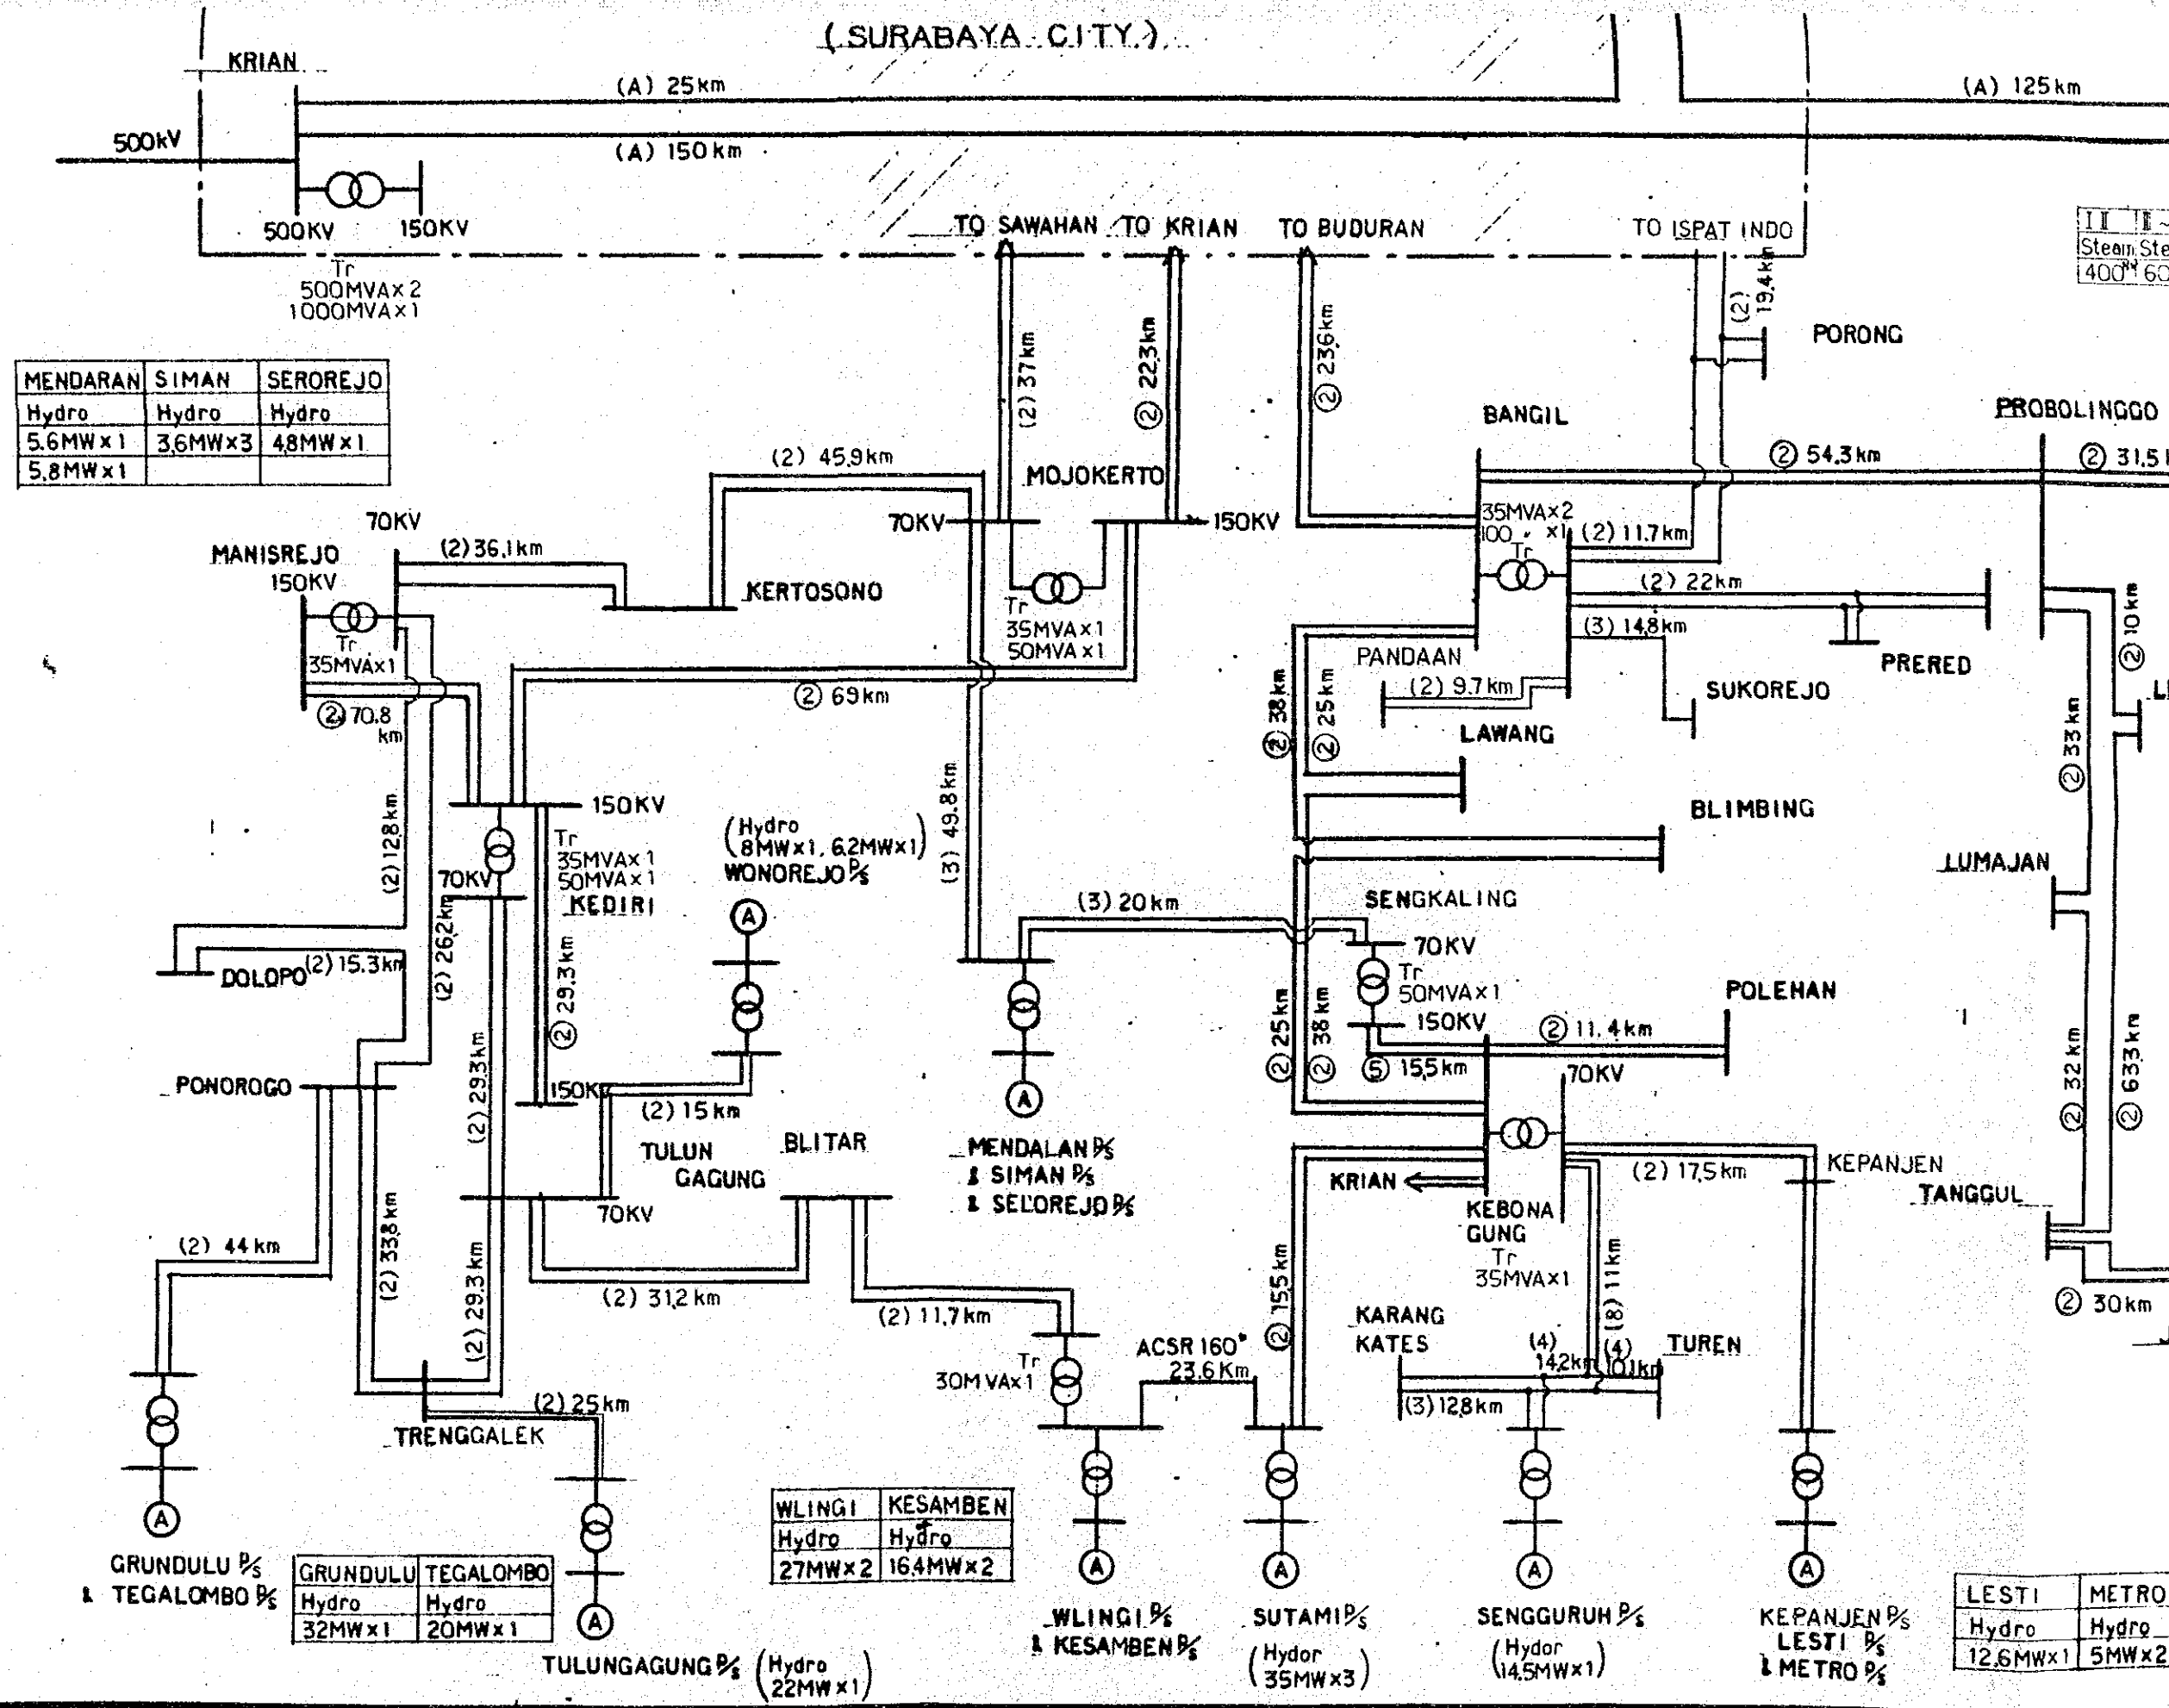 (SURABAYA CITY)
KRIAN
(A) 25km
(A) 125km
500kV
(A) 150km
500KV
150KV
Tr
500MVA×2
1000MVA×1
TO SAWAHAN
TO KRIAN
TO BUDURAN
TO ISPAT INDO
Steam
(2) 37km
② 22.3km
② 23.6km
(2) 19.4km
PORONG
MENDARAN SIMAN SEROREJO
Hydro Hydro Hydro
5.6MW×1 3.6MW×3 4.8MW×1
5.8MW×1
BANGIL
PROBOLINGGO
(2) 45.9km
MOJOKERTO
② 54.3km
② 31.5
70KV
70KV
150KV
35MVA×2
100 〃 ×1
Tr
(2) 11.7km
MANISREJO
150KV
(2) 36.1km
KERTOSONO
Tr
35MVA×1
50MVA×1
(2) 22km
(3) 14.8km
② 10km
Tr
35MVA×1
PANDAAN
(2) 9.7km
PRERED
SUKOREJO
② 70.8
km
② 69km
② 38km
② 25km
LAWANG
② 33km
150KV
(2) 12.8km
Tr
35MVA×1
50MVA×1
KEDIRI
70KV
(Hydro
8MW×1, 6.2MW×1)
WONOREJO P/S
A
(3) 49.8km
BLIMBING
LUMAJAN
(3) 20km
SENGKALING
70KV
Tr
50MVA×1
150KV
DOLOPO
(2) 15.3km
(2) 26.2km
② 29.3km
POLEHAN
② 11.4km
⑤ 15.5km
② 25km
② 38km
② 32km
② 63.3km
PONOROGO
(2) 29.3km
150K
(2) 15km
A
70KV
TULUN
GAGUNG
BLITAR
MENDALAN P/S
& SIMAN P/S
& SELOREJO P/S
KRIAN
(2) 17.5km
KEPANJEN
TANGGUL
70KV
KEBONA
GUNG
Tr
35MVA×1
(2) 44km
(2) 33.8km
(2) 29.3km
(2) 31.2km
(2) 11.7km
② 15.5km
(8) 11km
② 30km
KARANG
KATES
(4)
14.2km
(4)
10.1km
TUREN
Tr
30MVA×1
ACSR 160
23.6Km
(3) 12.8km
(2) 25km
TRENGGALEK
WLINGI KESAMBEN
Hydro Hydro
27MW×2 16.4MW×2
A
A
A
A
A
A
GRUNDULU P/S
& TEGALOMBO P/S
GRUNDULU TEGALOMBO
Hydro Hydro
32MW×1 20MW×1
TULUNGAGUNG P/S (Hydro
22MW×1)
WLINGI P/S
& KESAMBEN P/S
SUTAMI P/S
(Hydor
35MW×3)
SENGGURUH P/S
(Hydor
14.5MW×1)
KEPANJEN P/S
LESTI P/S
& METRO P/S
LESTI METRO
Hydro Hydro
12.6MW×1 5MW×2